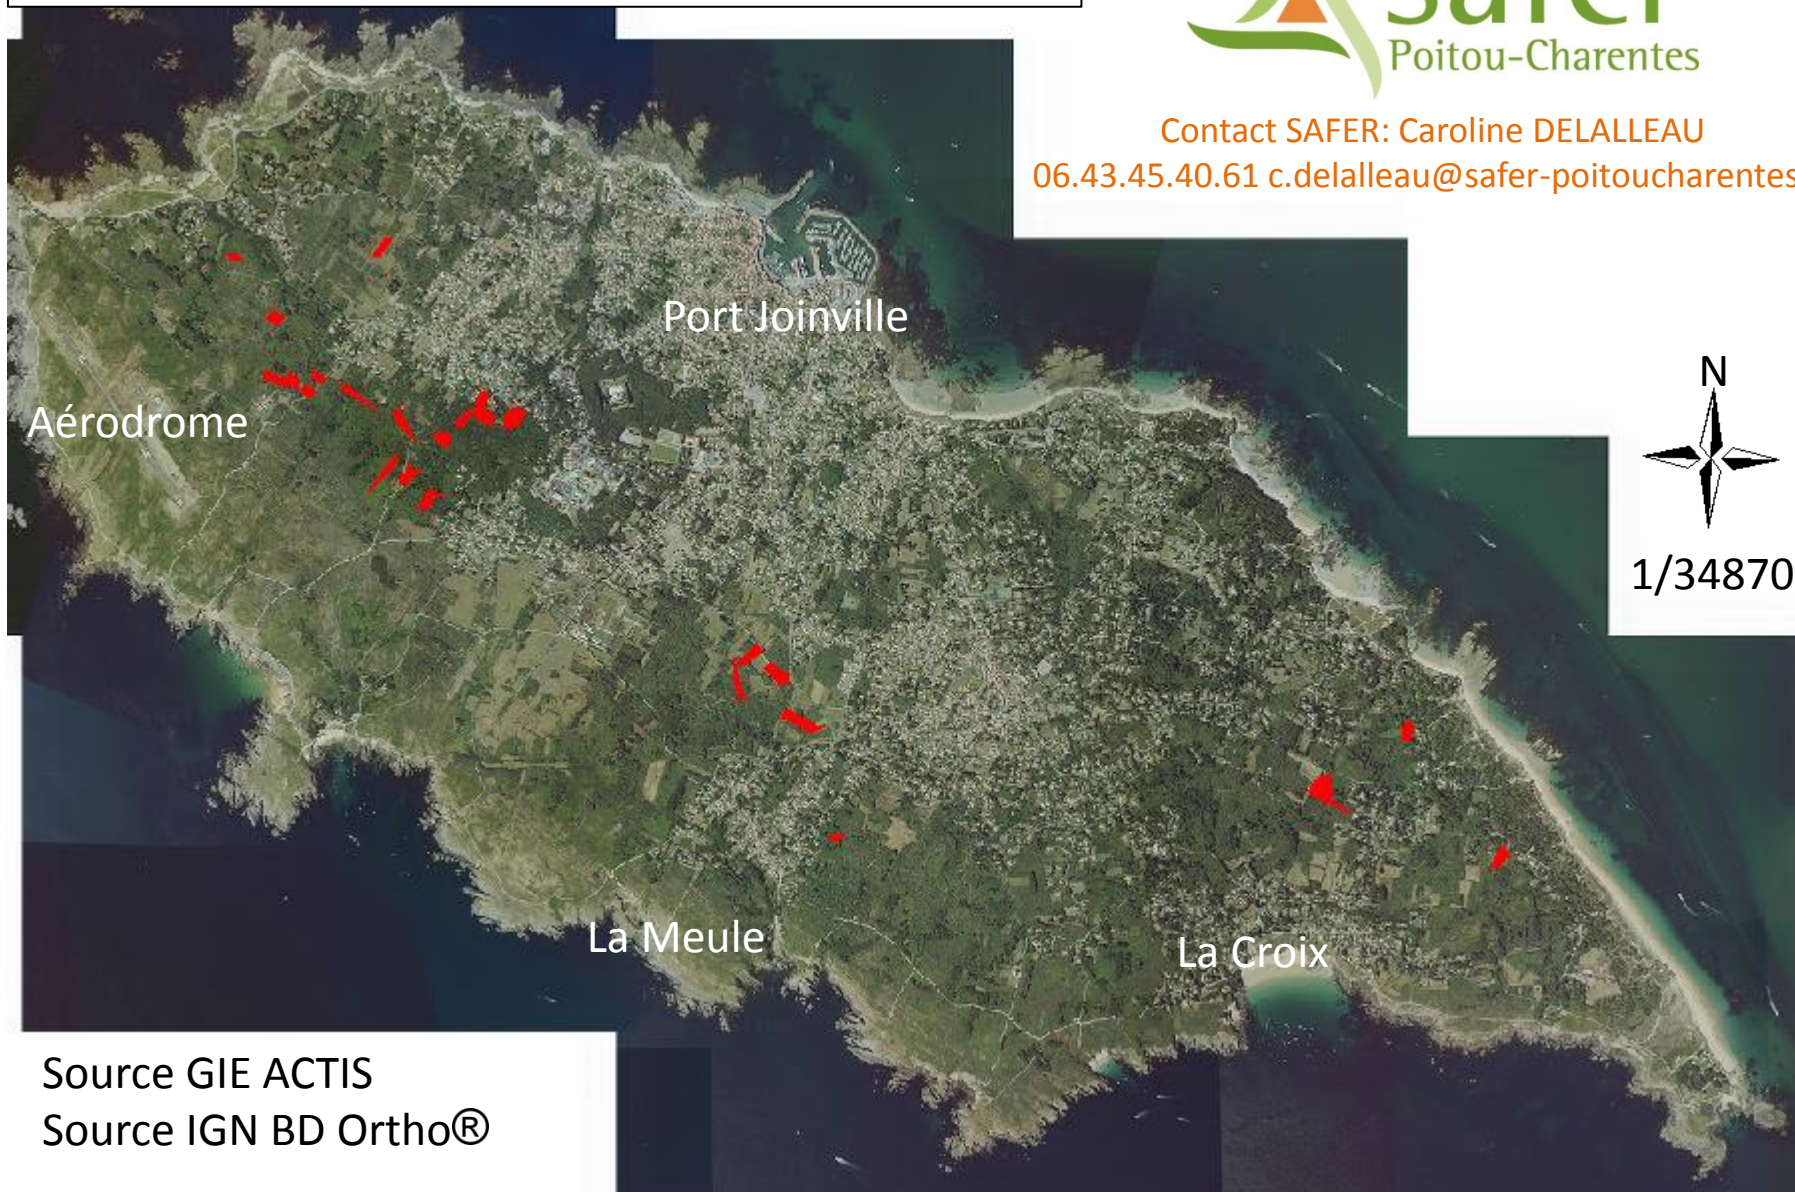 Safer
Poitou-Charentes
Contact SAFER: Caroline DELALLEAU
06.43.45.40.61 c.delalleau@safer-poitoucharentes
Port Joinville
N
Aérodrome
1/34870
La Meule
La Croix
Source GIE ACTIS
Source IGN BD Ortho®